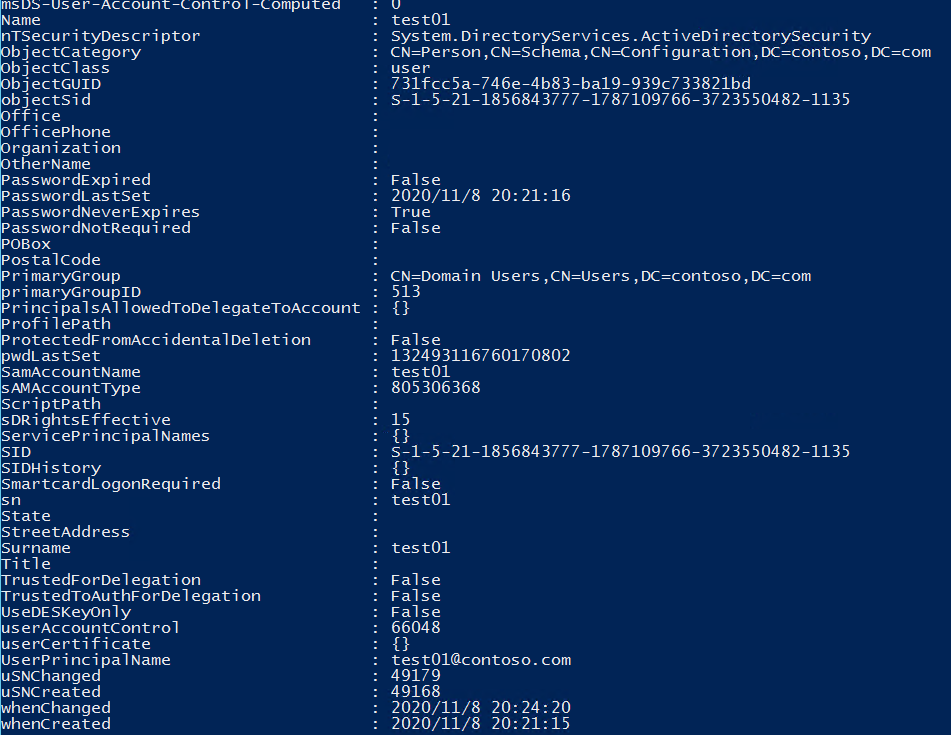 msDS-User-Account-Control-Computed : 0
Name : test01
nTSecurityDescriptor : System.DirectoryServices.ActiveDirectorySecurity
ObjectCategory : CN=Person,CN=Schema,CN=Configuration,DC=contoso,DC=com
ObjectClass : user
ObjectGUID : 731fcc5a-746e-4b83-ba19-939c733821bd
objectSid : S-1-5-21-1856843777-1787109766-3723550482-1135
Office :
OfficePhone :
Organization :
OtherName :
PasswordExpired : False
PasswordLastSet : 2020/11/8 20:21:16
PasswordNeverExpires : True
PasswordNotRequired : False
POBox :
PostalCode :
PrimaryGroup : CN=Domain Users,CN=Users,DC=contoso,DC=com
primaryGroupID : 513
PrincipalsAllowedToDelegateToAccount : {}
ProfilePath :
ProtectedFromAccidentalDeletion : False
pwdLastSet : 132493116760170802
SamAccountName : test01
sAMAccountType : 805306368
ScriptPath :
sDRightsEffective : 15
ServicePrincipalNames : {}
SID : S-1-5-21-1856843777-1787109766-3723550482-1135
SIDHistory : {}
SmartcardLogonRequired : False
sn : test01
State :
StreetAddress :
Surname : test01
Title :
TrustedForDelegation : False
TrustedToAuthForDelegation : False
UseDESKeyOnly : False
userAccountControl : 66048
userCertificate : {}
UserPrincipalName : test01@contoso.com
uSNChanged : 49179
uSNCreated : 49168
whenChanged : 2020/11/8 20:24:20
whenCreated : 2020/11/8 20:21:15